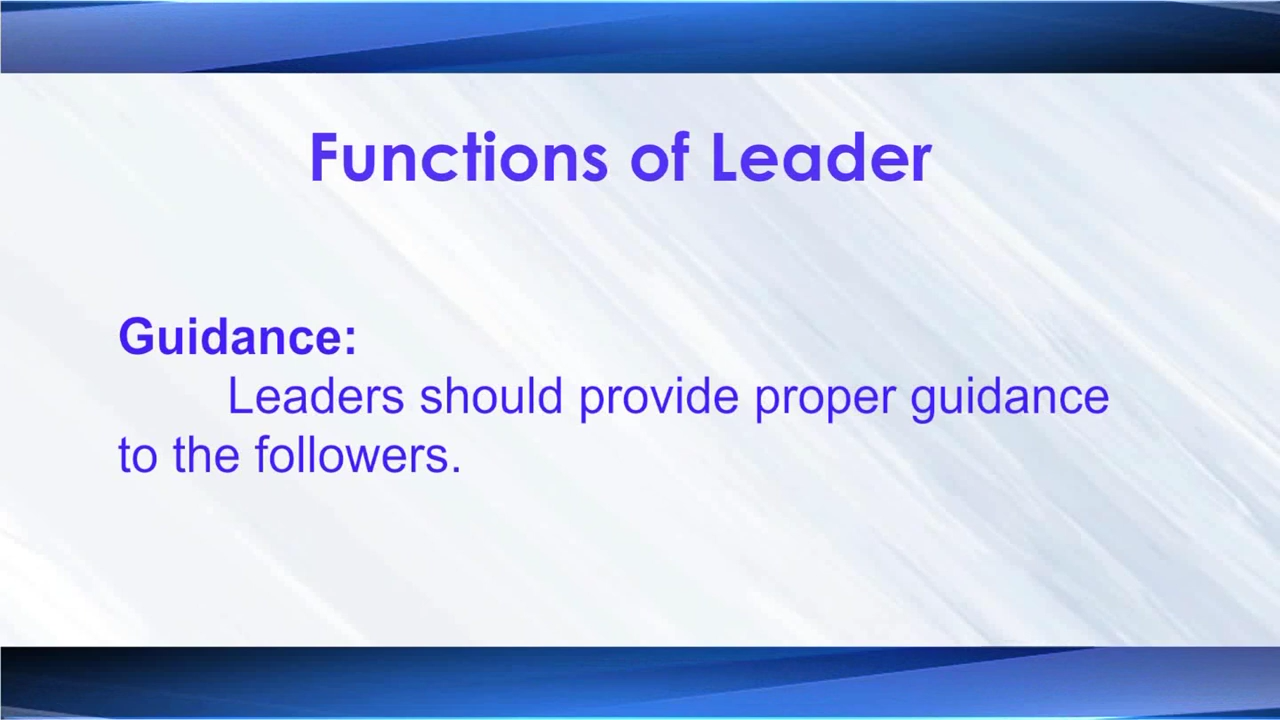 Functions of Leader
Guidance:
Leaders should provide proper guidance
to the followers.